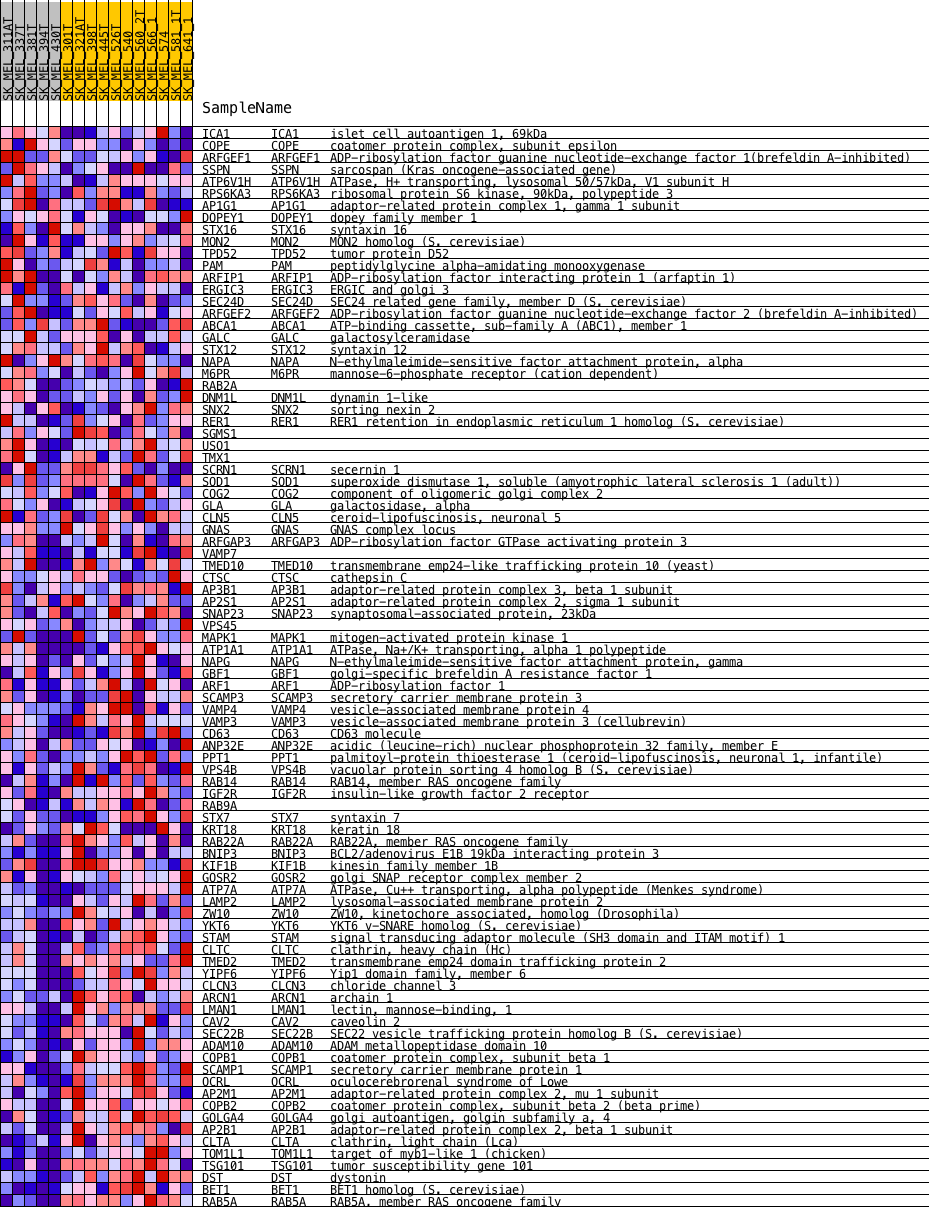 SK_MEL_311AT
SK_MEL_337T
SK_MEL_381T
SK_MEL_394T
SK_MEL_430T
SK_MEL_301T
SK_MEL_321AT
SK_MEL_398T
SK_MEL_445T
SK_MEL_526T
SK_MEL_540
SK_MEL_560_2T
SK_MEL_566_1
SK_MEL_574
SK_MEL_581_1T
SK_MEL_641_1
SampleName
ICA1 ICA1 islet cell autoantigen 1, 69kDa
COPE COPE coatomer protein complex, subunit epsilon
ARFGEF1 ARFGEF1 ADP-ribosylation factor guanine nucleotide-exchange factor 1(brefeldin A-inhibited)
SSPN SSPN sarcospan (Kras oncogene-associated gene)
ATP6V1H ATP6V1H ATPase, H+ transporting, lysosomal 50/57kDa, V1 subunit H
RPS6KA3 RPS6KA3 ribosomal protein S6 kinase, 90kDa, polypeptide 3
AP1G1 AP1G1 adaptor-related protein complex 1, gamma 1 subunit
DOPEY1 DOPEY1 dopey family member 1
STX16 STX16 syntaxin 16
MON2 MON2 MON2 homolog (S. cerevisiae)
TPD52 TPD52 tumor protein D52
PAM PAM peptidylglycine alpha-amidating monooxygenase
ARFIP1 ARFIP1 ADP-ribosylation factor interacting protein 1 (arfaptin 1)
ERGIC3 ERGIC3 ERGIC and golgi 3
SEC24D SEC24D SEC24 related gene family, member D (S. cerevisiae)
ARFGEF2 ARFGEF2 ADP-ribosylation factor guanine nucleotide-exchange factor 2 (brefeldin A-inhibited)
ABCA1 ABCA1 ATP-binding cassette, sub-family A (ABC1), member 1
GALC GALC galactosylceramidase
STX12 STX12 syntaxin 12
NAPA NAPA N-ethylmaleimide-sensitive factor attachment protein, alpha
M6PR M6PR mannose-6-phosphate receptor (cation dependent)
RAB2A
DNM1L DNM1L dynamin 1-like
SNX2 SNX2 sorting nexin 2
RER1 RER1 RER1 retention in endoplasmic reticulum 1 homolog (S. cerevisiae)
SGMS1
USO1
TMX1
SCRN1 SCRN1 secernin 1
SOD1 SOD1 superoxide dismutase 1, soluble (amyotrophic lateral sclerosis 1 (adult))
COG2 COG2 component of oligomeric golgi complex 2
GLA GLA galactosidase, alpha
CLN5 CLN5 ceroid-lipofuscinosis, neuronal 5
GNAS GNAS GNAS complex locus
ARFGAP3 ARFGAP3 ADP-ribosylation factor GTPase activating protein 3
VAMP7
TMED10 TMED10 transmembrane emp24-like trafficking protein 10 (yeast)
CTSC CTSC cathepsin C
AP3B1 AP3B1 adaptor-related protein complex 3, beta 1 subunit
AP2S1 AP2S1 adaptor-related protein complex 2, sigma 1 subunit
SNAP23 SNAP23 synaptosomal-associated protein, 23kDa
VPS45
MAPK1 MAPK1 mitogen-activated protein kinase 1
ATP1A1 ATP1A1 ATPase, Na+/K+ transporting, alpha 1 polypeptide
NAPG NAPG N-ethylmaleimide-sensitive factor attachment protein, gamma
GBF1 GBF1 golgi-specific brefeldin A resistance factor 1
ARF1 ARF1 ADP-ribosylation factor 1
SCAMP3 SCAMP3 secretory carrier membrane protein 3
VAMP4 VAMP4 vesicle-associated membrane protein 4
VAMP3 VAMP3 vesicle-associated membrane protein 3 (cellubrevin)
CD63 CD63 CD63 molecule
ANP32E ANP32E acidic (leucine-rich) nuclear phosphoprotein 32 family, member E
PPT1 PPT1 palmitoyl-protein thioesterase 1 (ceroid-lipofuscinosis, neuronal 1, infantile)
VPS4B VPS4B vacuolar protein sorting 4 homolog B (S. cerevisiae)
RAB14 RAB14 RAB14, member RAS oncogene family
IGF2R IGF2R insulin-like growth factor 2 receptor
RAB9A
STX7 STX7 syntaxin 7
KRT18 KRT18 keratin 18
RAB22A RAB22A RAB22A, member RAS oncogene family
BNIP3 BNIP3 BCL2/adenovirus E1B 19kDa interacting protein 3
KIF1B KIF1B kinesin family member 1B
GOSR2 GOSR2 golgi SNAP receptor complex member 2
ATP7A ATP7A ATPase, Cu++ transporting, alpha polypeptide (Menkes syndrome)
LAMP2 LAMP2 lysosomal-associated membrane protein 2
ZW10 ZW10 ZW10, kinetochore associated, homolog (Drosophila)
YKT6 YKT6 YKT6 v-SNARE homolog (S. cerevisiae)
STAM STAM signal transducing adaptor molecule (SH3 domain and ITAM motif) 1
CLTC CLTC clathrin, heavy chain (Hc)
TMED2 TMED2 transmembrane emp24 domain trafficking protein 2
YIPF6 YIPF6 Yip1 domain family, member 6
CLCN3 CLCN3 chloride channel 3
ARCN1 ARCN1 archain 1
LMAN1 LMAN1 lectin, mannose-binding, 1
CAV2 CAV2 caveolin 2
SEC22B SEC22B SEC22 vesicle trafficking protein homolog B (S. cerevisiae)
ADAM10 ADAM10 ADAM metallopeptidase domain 10
COPB1 COPB1 coatomer protein complex, subunit beta 1
SCAMP1 SCAMP1 secretory carrier membrane protein 1
OCRL OCRL oculocerebrorenal syndrome of Lowe
AP2M1 AP2M1 adaptor-related protein complex 2, mu 1 subunit
COPB2 COPB2 coatomer protein complex, subunit beta 2 (beta prime)
GOLGA4 GOLGA4 golgi autoantigen, golgin subfamily a, 4
AP2B1 AP2B1 adaptor-related protein complex 2, beta 1 subunit
CLTA CLTA clathrin, light chain (Lca)
TOM1L1 TOM1L1 target of myb1-like 1 (chicken)
TSG101 TSG101 tumor susceptibility gene 101
DST DST dystonin
BET1 BET1 BET1 homolog (S. cerevisiae)
RAB5A RAB5A RAB5A, member RAS oncogene family